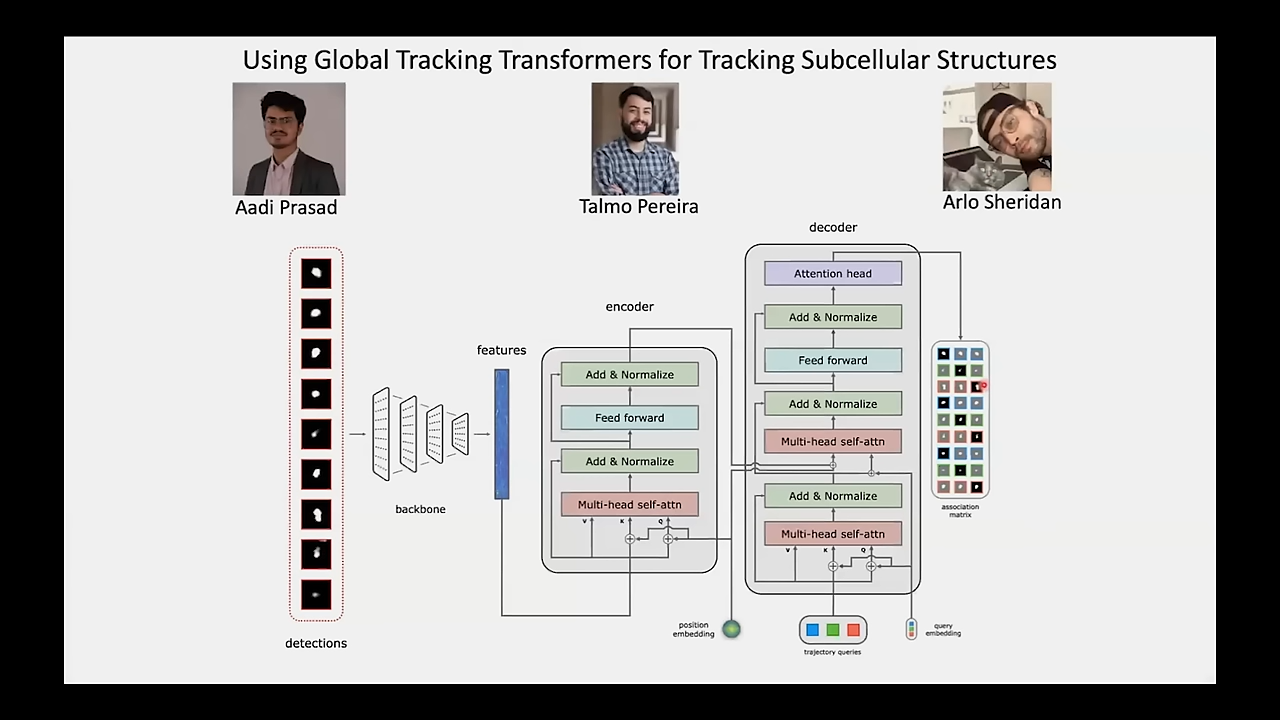 Using Global Tracking Transformers for Tracking Subcellular Structures
Aadi Prasad
Talmo Pereira
Arlo Sheridan
detections
backbone
features
encoder
Add & Normalize
Feed forward
Add & Normalize
Multi-head self-attn
V K Q
position
embedding
decoder
Attention head
Add & Normalize
Feed forward
Add & Normalize
Multi-head self-attn
Add & Normalize
Multi-head self-attn
V K Q
trajectory queries
query
embedding
association
matrix